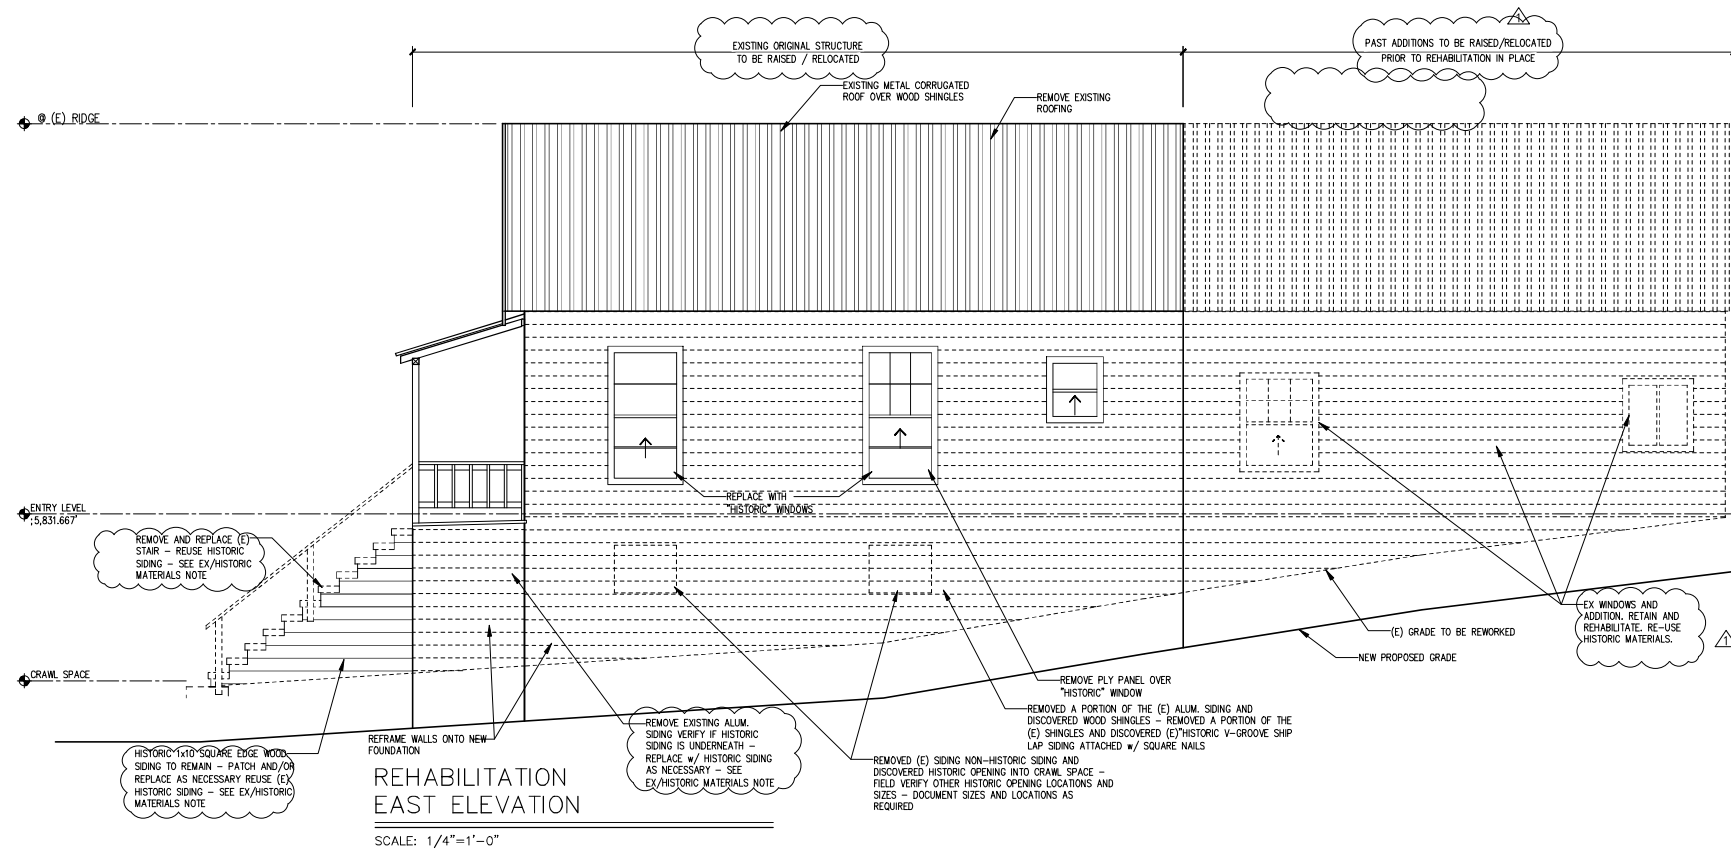 1
EXISTING ORIGINAL STRUCTURE
TO BE RAISED / RELOCATED
PAST ADDITIONS TO BE RAISED/RELOCATED
PRIOR TO REHABILITATION IN PLACE
EXISTING METAL CORRUGATED
ROOF OVER WOOD SHINGLES
REMOVE EXISTING
ROOFING
@ (E) RIDGE
REPLACE WITH
"HISTORIC" WINDOWS
ENTRY LEVEL
:5,831.667'
REMOVE AND REPLACE (E)
STAIR – REUSE HISTORIC
SIDING – SEE EX/HISTORIC
MATERIALS NOTE
EX WINDOWS AND
ADDITION. RETAIN AND
REHABILITATE. RE-USE
HISTORIC MATERIALS.
1
(E) GRADE TO BE REWORKED
NEW PROPOSED GRADE
CRAWL SPACE
REMOVE PLY PANEL OVER
"HISTORIC" WINDOW
REMOVED A PORTION OF THE (E) ALUM. SIDING AND
DISCOVERED WOOD SHINGLES – REMOVED A PORTION OF THE
(E) SHINGLES AND DISCOVERED (E)"HISTORIC V-GROOVE SHIP
LAP SIDING ATTACHED w/ SQUARE NAILS
REMOVE EXISTING ALUM.
SIDING VERIFY IF HISTORIC
SIDING IS UNDERNEATH –
REPLACE w/ HISTORIC SIDING
AS NECESSARY – SEE
EX/HISTORIC MATERIALS NOTE
REFRAME WALLS ONTO NEW
FOUNDATION
HISTORIC 1x10 SQUARE EDGE WOOD
SIDING TO REMAIN – PATCH AND/OR
REPLACE AS NECESSARY REUSE (E)
HISTORIC SIDING – SEE EX/HISTORIC
MATERIALS NOTE
REMOVED (E) SIDING NON-HISTORIC SIDING AND
DISCOVERED HISTORIC OPENING INTO CRAWL SPACE –
FIELD VERIFY OTHER HISTORIC OPENING LOCATIONS AND
SIZES – DOCUMENT SIZES AND LOCATIONS AS
REQUIRED
REHABILITATION
EAST ELEVATION
SCALE: 1/4"=1'-0"